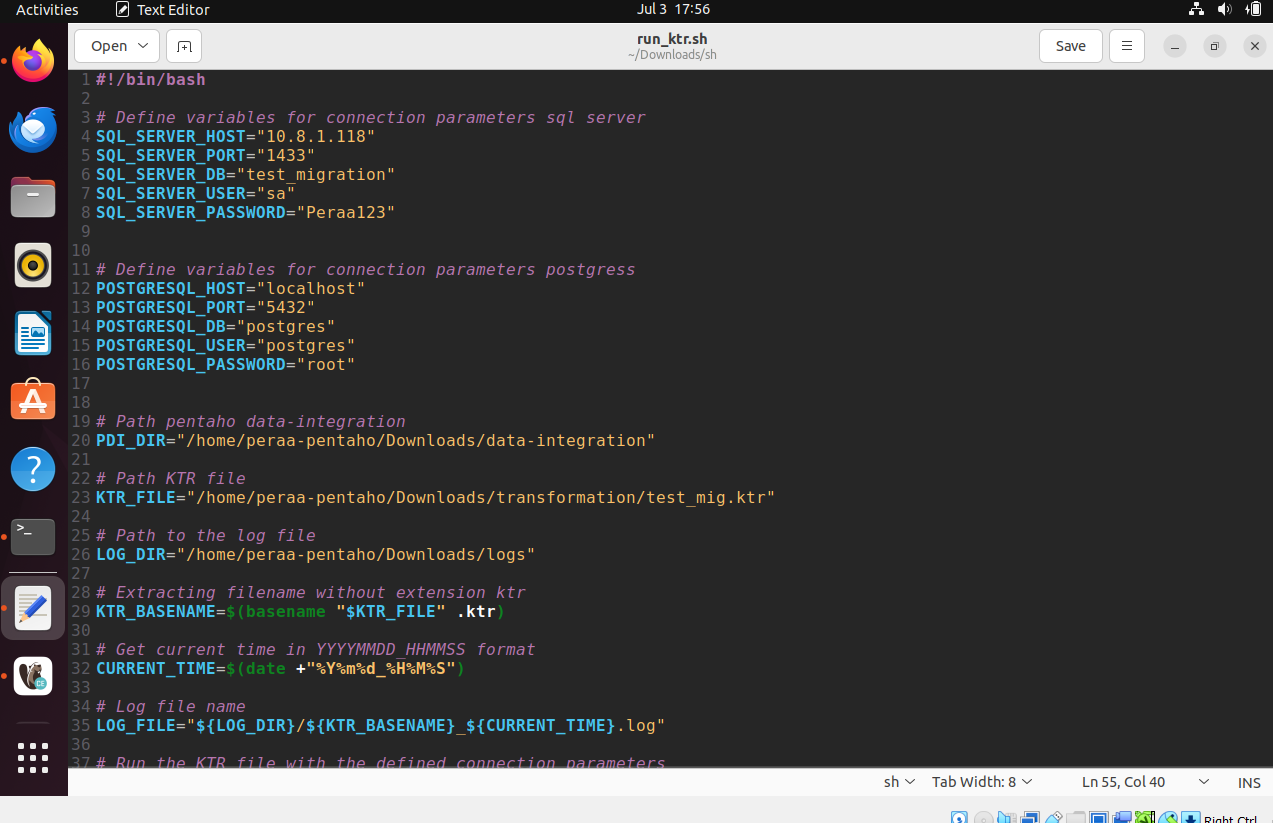 Activities Text Editor Jul 3 17:56
Open run_ktr.sh Save
~/Downloads/sh
1 #!/bin/bash
2
3 # Define variables for connection parameters sql server
4 SQL_SERVER_HOST="10.8.1.118"
5 SQL_SERVER_PORT="1433"
6 SQL_SERVER_DB="test_migration"
7 SQL_SERVER_USER="sa"
8 SQL_SERVER_PASSWORD="Peraa123"
9
10
11 # Define variables for connection parameters postgress
12 POSTGRESQL_HOST="localhost"
13 POSTGRESQL_PORT="5432"
14 POSTGRESQL_DB="postgres"
15 POSTGRESQL_USER="postgres"
16 POSTGRESQL_PASSWORD="root"
17
18
19 # Path pentaho data-integration
20 PDI_DIR="/home/peraa-pentaho/Downloads/data-integration"
21
22 # Path KTR file
23 KTR_FILE="/home/peraa-pentaho/Downloads/transformation/test_mig.ktr"
24
25 # Path to the log file
26 LOG_DIR="/home/peraa-pentaho/Downloads/logs"
27
28 # Extracting filename without extension ktr
29 KTR_BASENAME=$(basename "$KTR_FILE" .ktr)
30
31 # Get current time in YYYYMMDD_HHMMSS format
32 CURRENT_TIME=$(date +"%Y%m%d_%H%M%S")
33
34 # Log file name
35 LOG_FILE="${LOG_DIR}/${KTR_BASENAME}_${CURRENT_TIME}.log"
36
37 # Run the KTR file with the defined connection parameters
sh Tab Width: 8 Ln 55, Col 40 INS
Right Ctrl